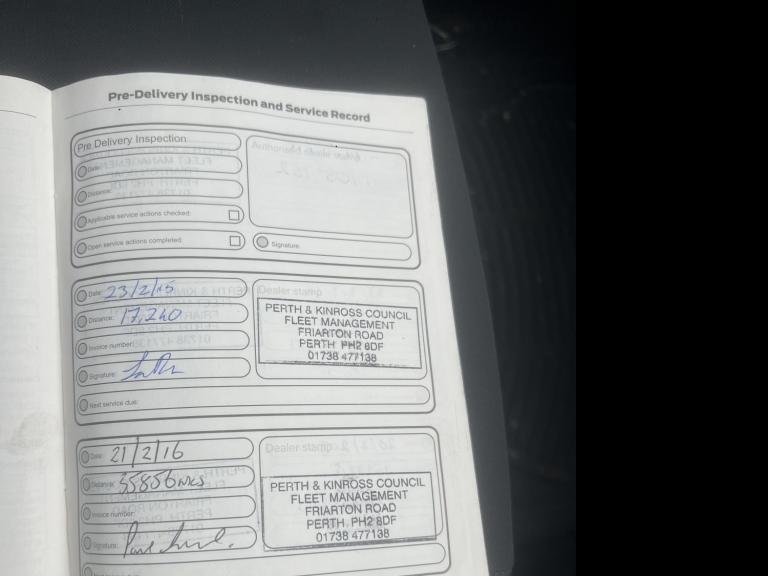 Pre-Delivery Inspection and Service Record
Pre Delivery Inspection
Date:
Distance:
Applicable service actions checked:
Open service actions completed:
Signature:
Date: 23/2/15
Distance: 17,240
Invoice number:
Signature:
Next service due:
Dealer stamp
PERTH & KINROSS COUNCIL
FLEET MANAGEMENT
FRIARTON ROAD
PERTH PH2 8DF
01738 477138
Date: 21/2/16
Distance: 55856 MLS
Invoice number:
Signature:
Dealer stamp
PERTH & KINROSS COUNCIL
FLEET MANAGEMENT
FRIARTON ROAD
PERTH, PH2 8DF
01738 477138